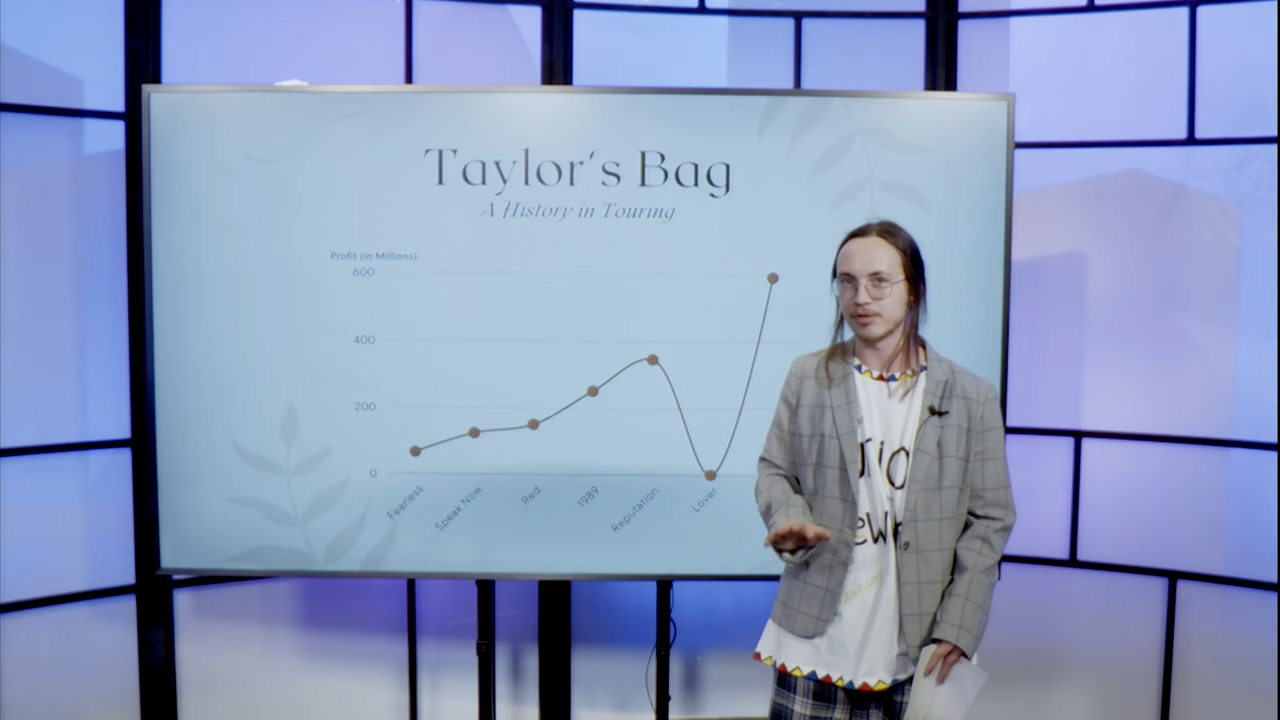 Taylor's Bag
A History in Touring
Profit (in Millions)
600
400
200
0
Fearless
Speak Now
Red
1989
Reputation
Lover